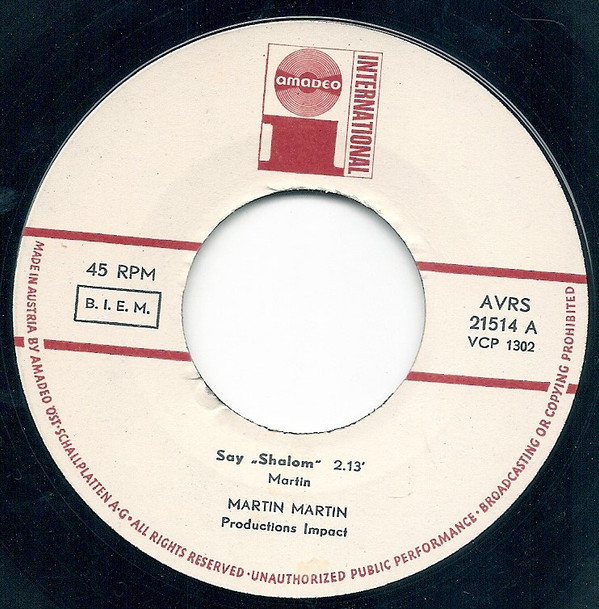 amadeo
INTERNATIONAL
45 RPM
B. I. E. M.
AVRS
21514 A
VCP 1302
Say „Shalom" 2.13'
Martin
MARTIN MARTIN
Productions Impact
MADE IN AUSTRIA BY AMADEO ÖST·SCHALLPLATTEN A·G· ALL RIGHTS RESERVED · UNAUTHORIZED PUBLIC PERFORMANCE · BROADCASTING OR COPYING PROHIBITED